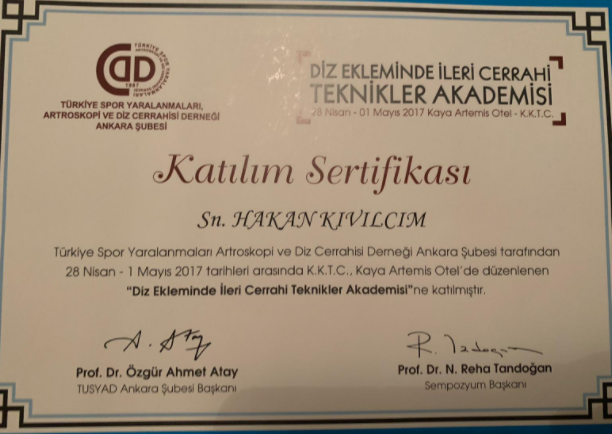 TÜRKİYE SPOR YARALANMALARI,
ARTROSKOPİ VE DİZ CERRAHİSİ DERNEĞİ
ANKARA ŞUBESİ
DİZ EKLEMİNDE İLERİ CERRAHİ
TEKNİKLER AKADEMİSİ
28 Nisan - 01 Mayıs 2017 Kaya Artemis Otel - K.K.T.C.
Katılım Sertifikası
Sn. HAKAN KIVILCIM
Türkiye Spor Yaralanmaları Artroskopi ve Diz Cerrahisi Derneği Ankara Şubesi tarafından
28 Nisan - 1 Mayıs 2017 tarihleri arasında K.K.T.C., Kaya Artemis Otel'de düzenlenen
"Diz Ekleminde İleri Cerrahi Teknikler Akademisi"ne katılmıştır.
A. Atay
Prof. Dr. Özgür Ahmet Atay
TUSYAD Ankara Şubesi Başkanı
R. Tandoğan
Prof. Dr. N. Reha Tandoğan
Sempozyum Başkanı